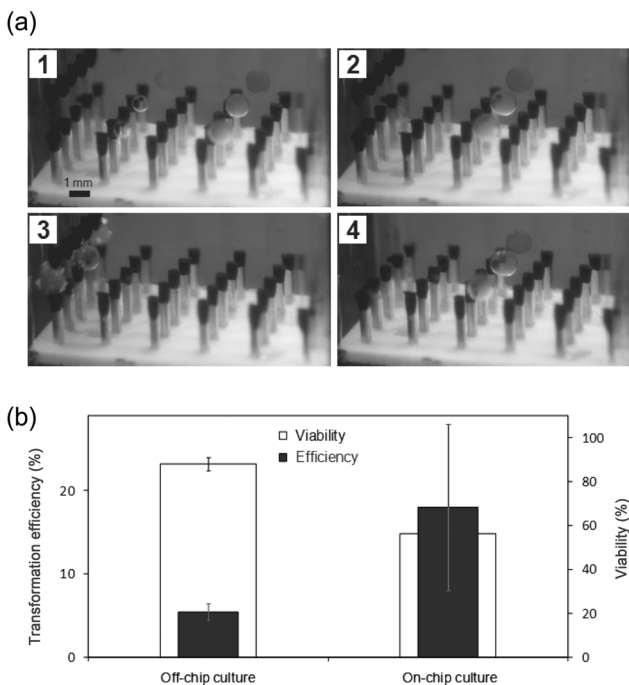 (a)
1
2
1 mm
3
4
(b)
Viability
Efficiency
Transformation efficiency (%)
20
10
0
100
80
60
40
20
0
Viability (%)
Off-chip culture
On-chip culture